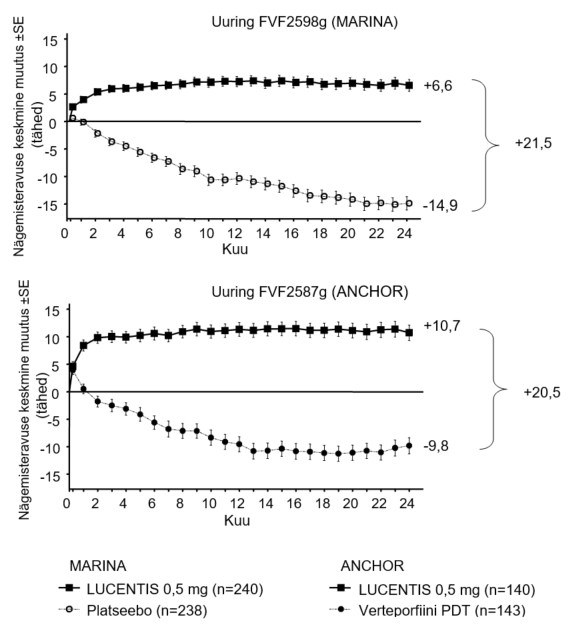 Uuring FVF2598g (MARINA)
Nägemisteravuse keskmine muutus ±SE
(tähed)
15
10
5
0
-5
-10
-15
+6,6
+21,5
-14,9
0 2 4 6 8 10 12 14 16 18 20 22 24
Kuu
Uuring FVF2587g (ANCHOR)
Nägemisteravuse keskmine muutus ±SE
(tähed)
15
10
5
0
-5
-10
-15
+10,7
+20,5
-9,8
0 2 4 6 8 10 12 14 16 18 20 22 24
Kuu
MARINA
LUCENTIS 0,5 mg (n=240)
Platseebo (n=238)
ANCHOR
LUCENTIS 0,5 mg (n=140)
Verteporfiini PDT (n=143)